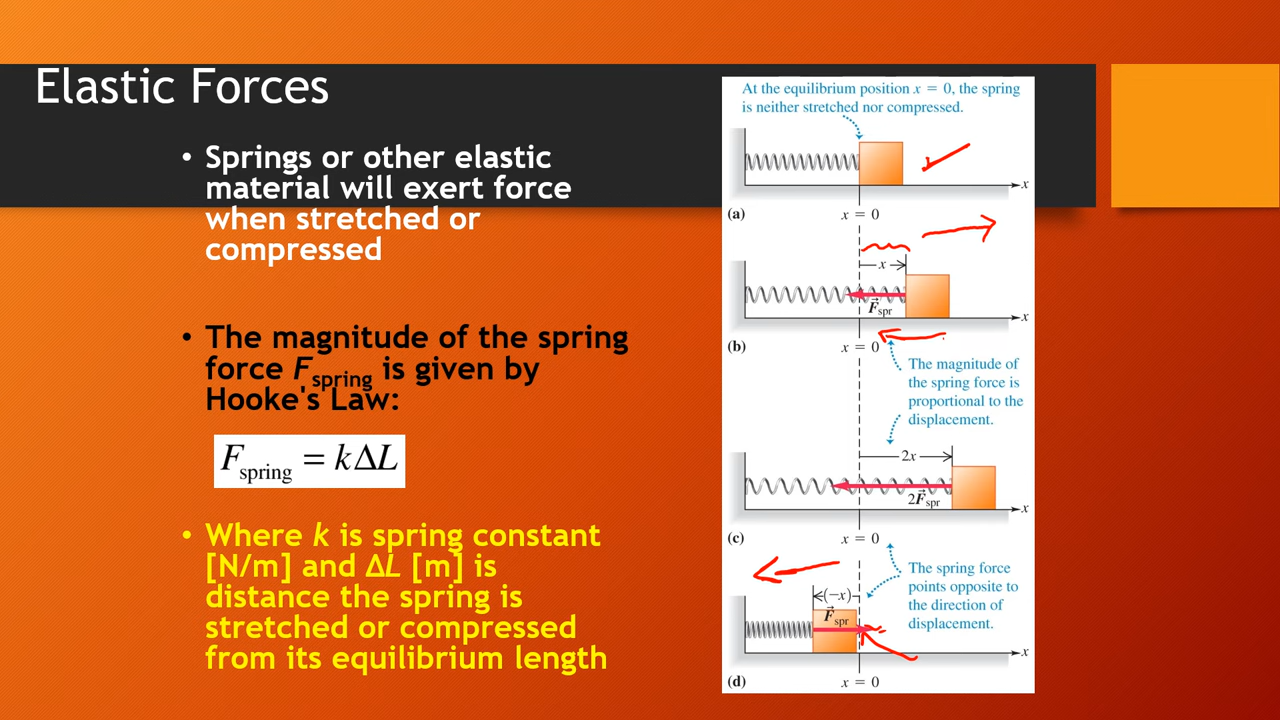 Elastic Forces
• Springs or other elastic
material will exert force
when stretched or
compressed
• The magnitude of the spring
force Fspring is given by
Hooke's Law:
Fspring = kΔL
• Where k is spring constant
[N/m] and ΔL [m] is
distance the spring is
stretched or compressed
from its equilibrium length
At the equilibrium position x = 0, the spring
is neither stretched nor compressed.
x
(a)
x = 0
x
F⃗spr
x
(b)
x = 0
The magnitude of
the spring force is
proportional to the
displacement.
2x
2F⃗spr
x
(c)
x = 0
The spring force
points opposite to
the direction of
displacement.
(−x)
F⃗spr
x
(d)
x = 0